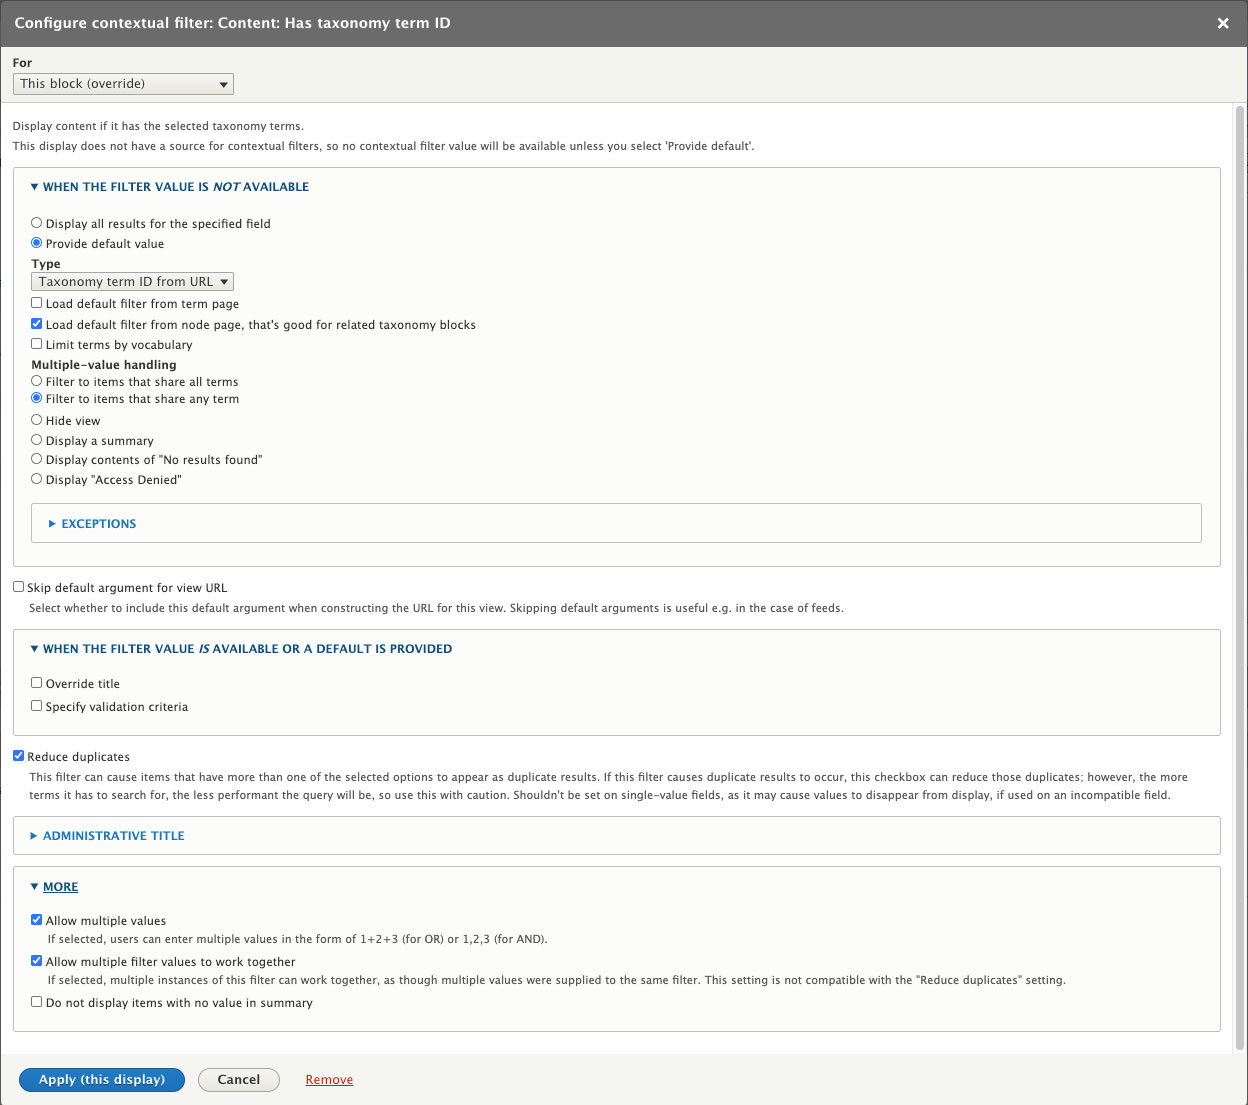 Configure contextual filter: Content: Has taxonomy term ID
For
This block (override)
Display content if it has the selected taxonomy terms.
This display does not have a source for contextual filters, so no contextual filter value will be available unless you select 'Provide default'.
WHEN THE FILTER VALUE IS NOT AVAILABLE
Display all results for the specified field
Provide default value
Type
Taxonomy term ID from URL
Load default filter from term page
Load default filter from node page, that's good for related taxonomy blocks
Limit terms by vocabulary
Multiple-value handling
Filter to items that share all terms
Filter to items that share any term
Hide view
Display a summary
Display contents of "No results found"
Display "Access Denied"
EXCEPTIONS
Skip default argument for view URL
Select whether to include this default argument when constructing the URL for this view. Skipping default arguments is useful e.g. in the case of feeds.
WHEN THE FILTER VALUE IS AVAILABLE OR A DEFAULT IS PROVIDED
Override title
Specify validation criteria
Reduce duplicates
This filter can cause items that have more than one of the selected options to appear as duplicate results. If this filter causes duplicate results to occur, this checkbox can reduce those duplicates; however, the more
terms it has to search for, the less performant the query will be, so use this with caution. Shouldn't be set on single-value fields, as it may cause values to disappear from display, if used on an incompatible field.
ADMINISTRATIVE TITLE
MORE
Allow multiple values
If selected, users can enter multiple values in the form of 1+2+3 (for OR) or 1,2,3 (for AND).
Allow multiple filter values to work together
If selected, multiple instances of this filter can work together, as though multiple values were supplied to the same filter. This setting is not compatible with the "Reduce duplicates" setting.
Do not display items with no value in summary
Apply (this display)
Cancel
Remove